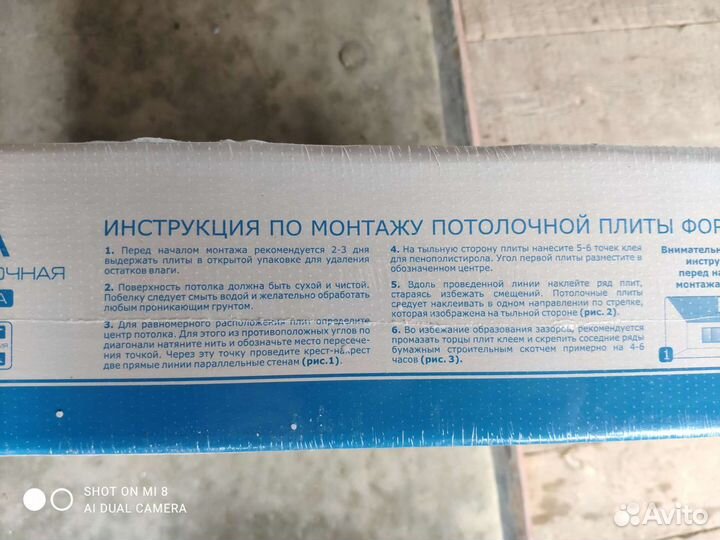 ИНСТРУКЦИЯ ПО МОНТАЖУ ПОТОЛОЧНОЙ ПЛИТЫ ФОР
1. Перед началом монтажа рекомендуется 2-3 дня
выдержать плиты в открытой упаковке для удаления
остатков влаги.
2. Поверхность потолка должна быть сухой и чистой.
Побелку следует смыть водой и желательно обработать
любым проникающим грунтом.
3. Для равномерного расположения плит определите
центр потолка. Для этого из противоположных углов по
диагонали натяните нить и обозначьте место пересече-
ния точкой. Через эту точку проведите крест-на-крест
две прямые линии параллельные стенам (рис.1).
4. На тыльную сторону плиты нанесите 5-6 точек клея
для пенополистирола. Угол первой плиты разместите в
обозначенном центре.
5. Вдоль проведенной линии наклейте ряд плит,
стараясь избежать смещений. Потолочные плиты
следует наклеивать в одном направлении по стрелке,
которая изображена на тыльной стороне (рис. 2).
6. Во избежание образования зазоров, рекомендуется
промазать торцы плит клеем и скрепить соседние ряды
бумажным строительным скотчем примерно на 4-6
часов (рис. 3).
Внимательн
инстру
перед н
монтажа
1
А
ОЧНАЯ
А
SHOT ON MI 8
AI DUAL CAMERA
Avito